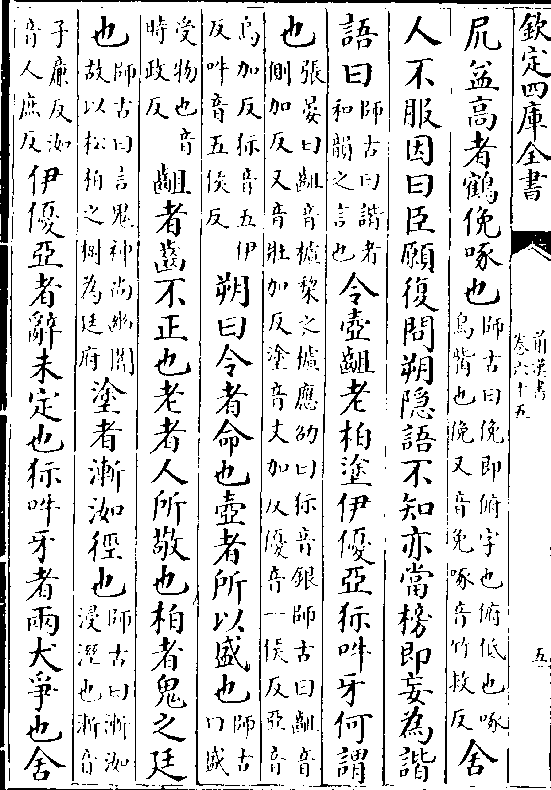 欽定四庫全書
前漢書
卷六十五
五
尻益高者鶴俛啄也師古曰俛即俯字也俯低也啄鳥觜也俛又音免啄音竹救反舍
人不服因曰臣願復問朔隠語不知亦當榜即妄為諧
語曰師古曰諧者和韻之言也令壺齟老柏塗伊優亞狋吽牙何謂
也張晏曰齟音樝棃之樝應劭曰狋音銀師古曰齟音側加反又音壯加反塗音丈加反優音一侯反亞音
烏加反狋音五伊反吽音五侯反朔曰令者命也壺者所以盛也師古曰盛
受物也音時政反齟者齒不正也老者人所敬也柏者鬼之廷
也師古曰言鬼神尚幽闇故以松柏之樹為廷府塗者漸洳徑也師古曰漸洳浸溼也漸音
子亷反洳音人庶反伊優亞者辭未定也狋吽牙者兩犬爭也舍